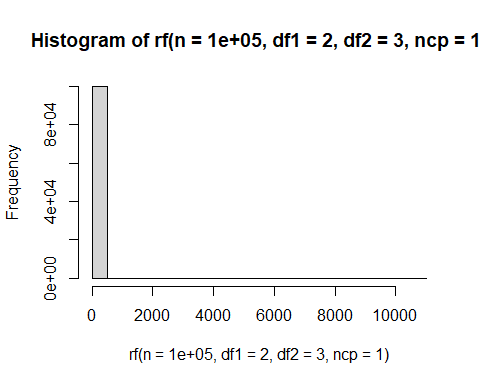 Histogram of rf(n = 1e+05, df1 = 2, df2 = 3, ncp = 1
Frequency
8e+04
4e+04
0e+00
0 2000 4000 6000 8000 10000
rf(n = 1e+05, df1 = 2, df2 = 3, ncp = 1)